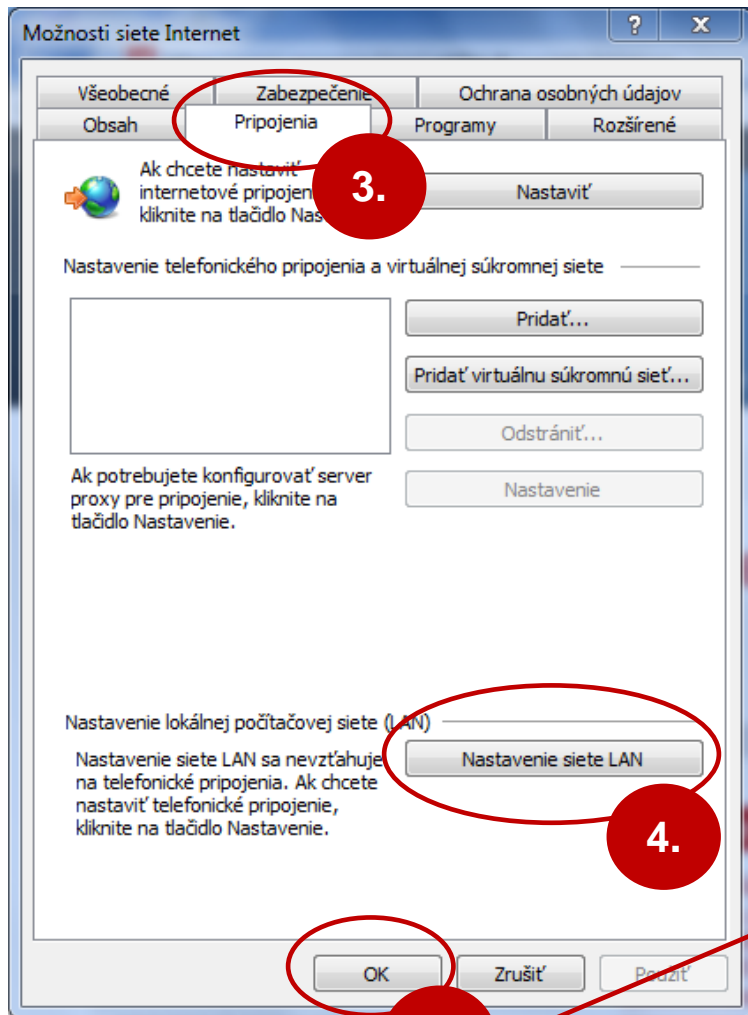 Možnosti siete Internet
? X
Všeobecné Zabezpečenie Ochrana osobných údajov
Obsah Pripojenia Programy Rozšírené
Ak chcete nastaviť
internetové
kliknite na tlačidlo
3.
Nastaviť
Nastavenie telefonického pripojenia a virtuálnej súkromnej siete
Pridať...
Pridať virtuálnu súkromnú sieť...
Odstrániť...
Ak potrebujete konfigurovať server
proxy pre pripojenie, kliknite na
tlačidlo Nastavenie.
Nastavenie
Nastavenie lokálnej počítačovej siete (LAN)
Nastavenie siete LAN sa nevzťahuje
na telefonické pripojenia. Ak chcete
nastaviť telefonické pripojenie,
kliknite na tlačidlo Nastavenie.
Nastavenie siete LAN
4.
OK Zrušiť Použiť